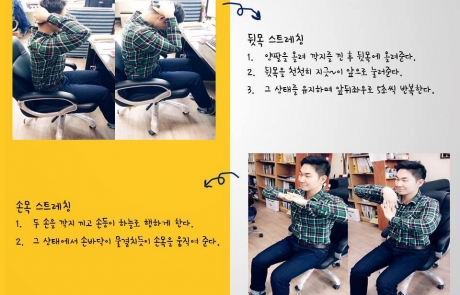 뒷목 스트레칭
1. 양팔을 올려 깍지를 낀 후 뒷목에 올려준다.
2. 뒷목을 천천히 지긋~이 앞으로 눌러준다.
3. 그 상태를 유지하며 앞뒤좌우로 5초씩 반복한다.
손목 스트레칭
1. 두 손을 깍지 끼고 손등이 하늘로 향하게 한다.
2. 그 상태에서 손바닥이 물결치듯이 손목을 움직여 준다.